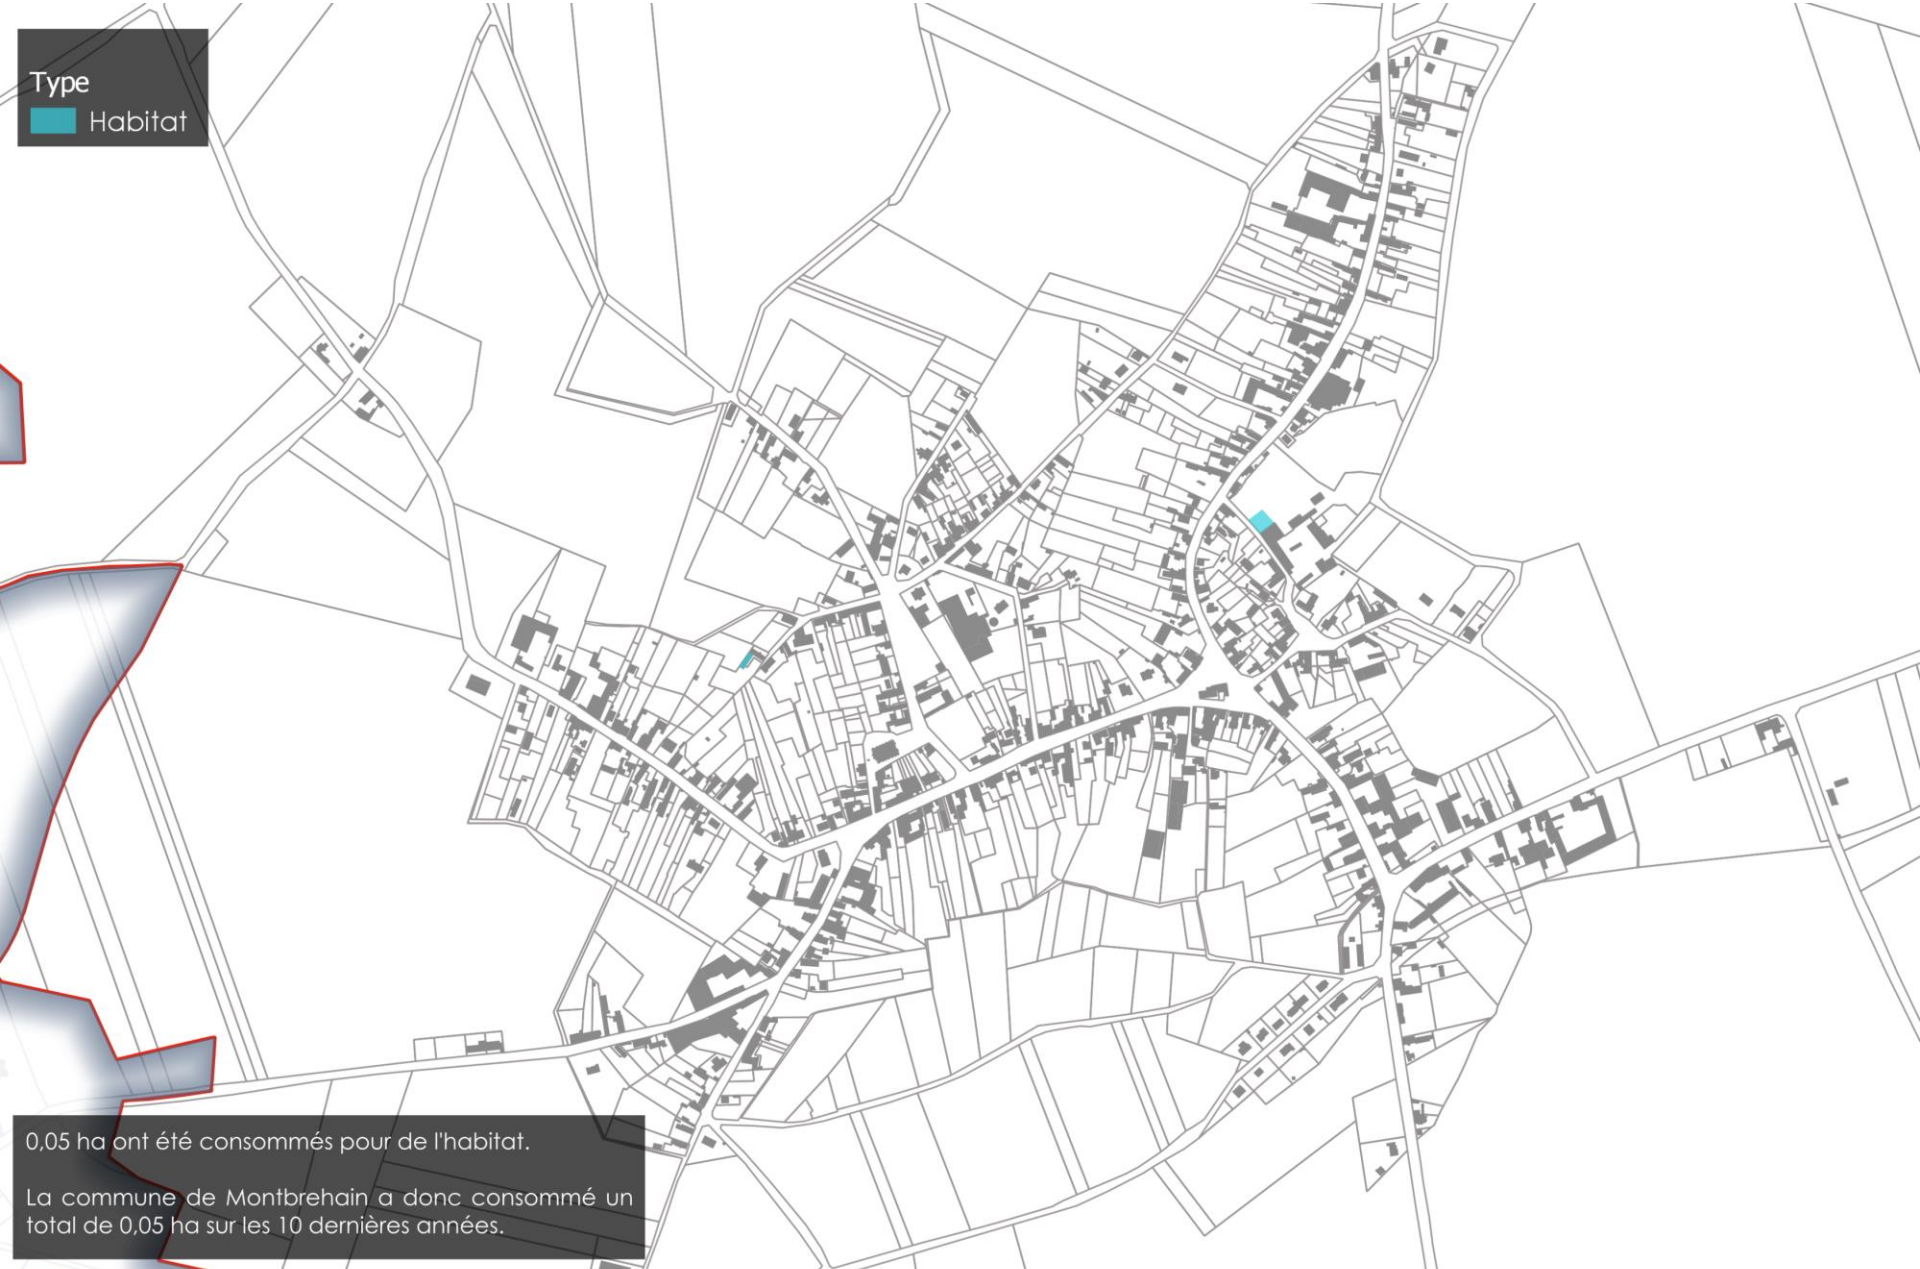 Type
Habitat
0,05 ha ont été consommés pour de l'habitat.
La commune de Montbrehain a donc consommé un
total de 0,05 ha sur les 10 dernières années.